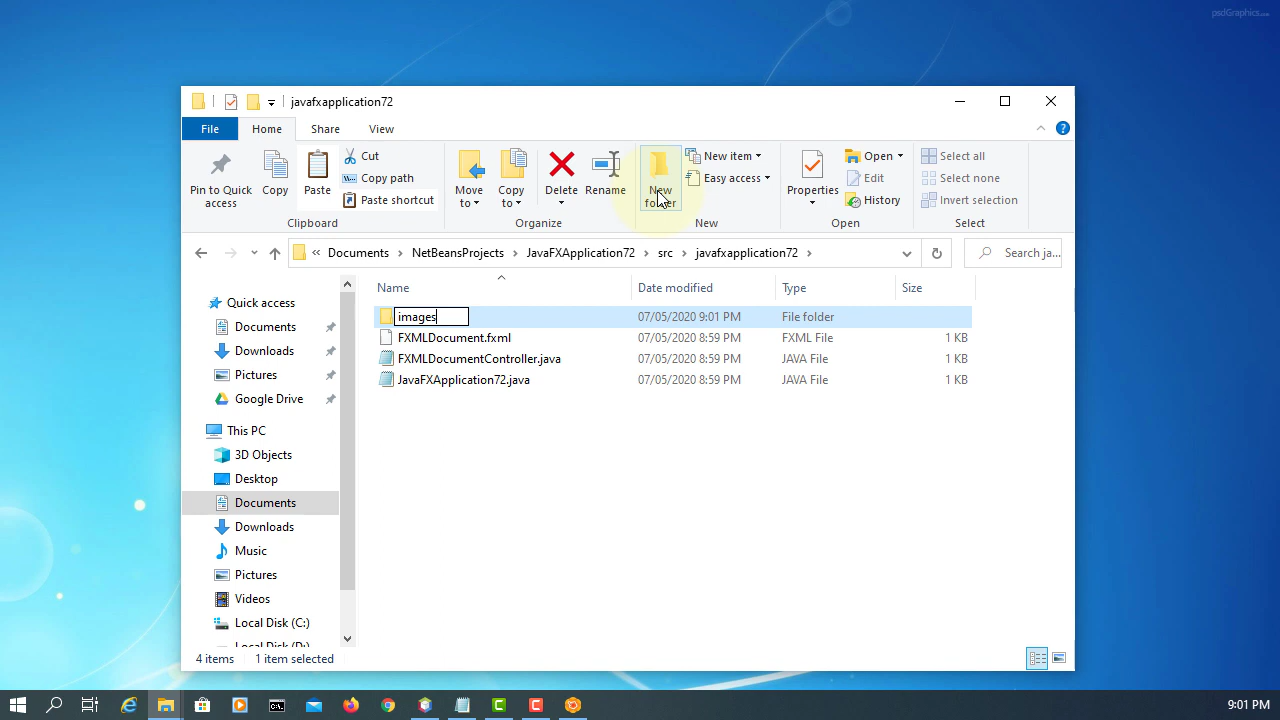 psdGraphics.com
javafxapplication72
File Home Share View
Pin to Quick access
Copy
Paste
Cut
Copy path
Paste shortcut
Clipboard
Move to
Copy to
Delete
Rename
Organize
New folder
New item
Easy access
New
Properties
Open
Edit
History
Open
Select all
Select none
Invert selection
Select
Documents NetBeansProjects JavaFXApplication72 src javafxapplication72
Search ja...
Name Date modified Type Size
images 07/05/2020 9:01 PM File folder
FXMLDocument.fxml 07/05/2020 8:59 PM FXML File 1 KB
FXMLDocumentController.java 07/05/2020 8:59 PM JAVA File 1 KB
JavaFXApplication72.java 07/05/2020 8:59 PM JAVA File 1 KB
Quick access
Documents
Downloads
Pictures
Google Drive
This PC
3D Objects
Desktop
Documents
Downloads
Music
Pictures
Videos
Local Disk (C:)
Local Disk (D:)
4 items 1 item selected
9:01 PM